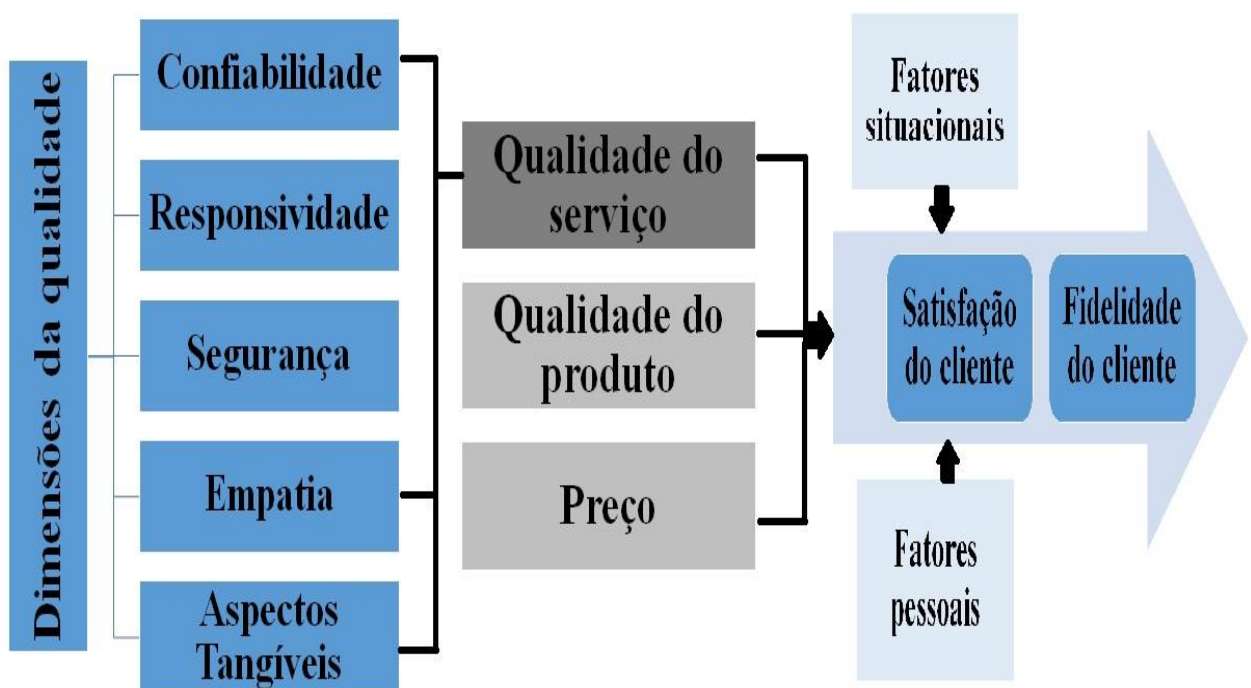 Dimensões da qualidade
Confiabilidade
Responsividade
Segurança
Empatia
Aspectos
Tangíveis
Qualidade do
serviço
Qualidade do
produto
Preço
Fatores
situacionais
Satisfação
do cliente
Fidelidade
do cliente
Fatores
pessoais